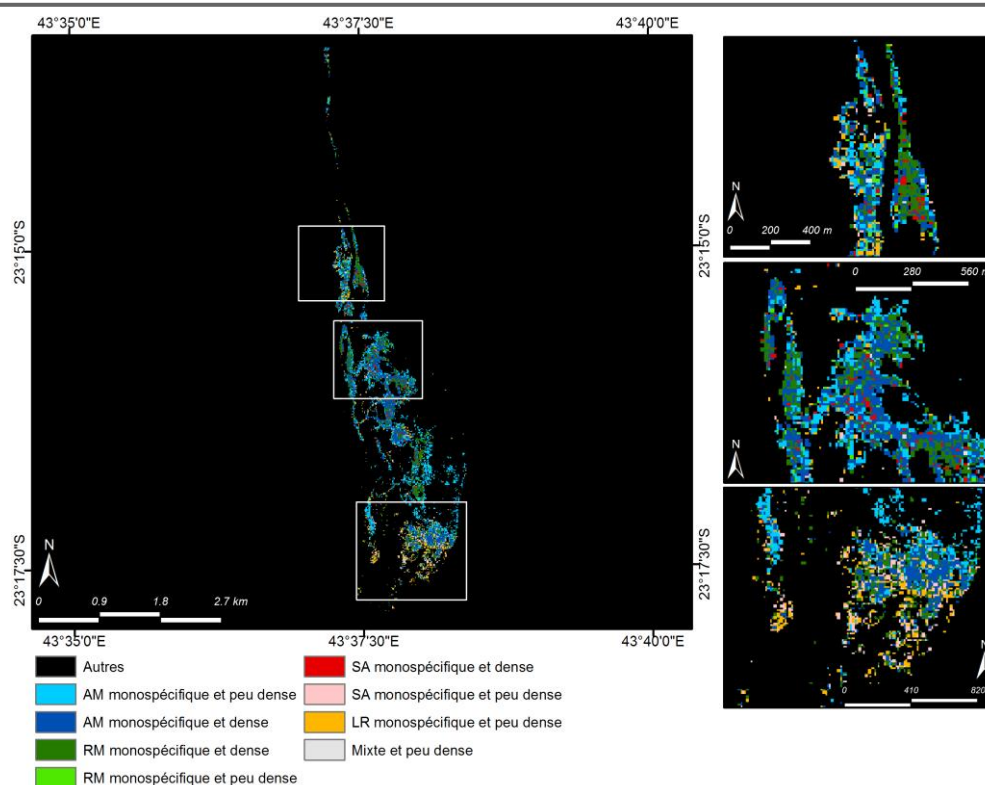 43°35'0"E 43°37'30"E 43°40'0"E
23°15'0"S
23°17'30"S
N
0 0.9 1.8 2.7 km
43°35'0"E 43°37'30"E 43°40'0"E
N
0 200 400 m
23°15'0"S
0 280 560 m
N
23°17'30"S
N
0 410 820
Autres
AM monospécifique et peu dense
AM monospécifique et dense
RM monospécifique et dense
RM monospécifique et peu dense
SA monospécifique et dense
SA monospécifique et peu dense
LR monospécifique et peu dense
Mixte et peu dense